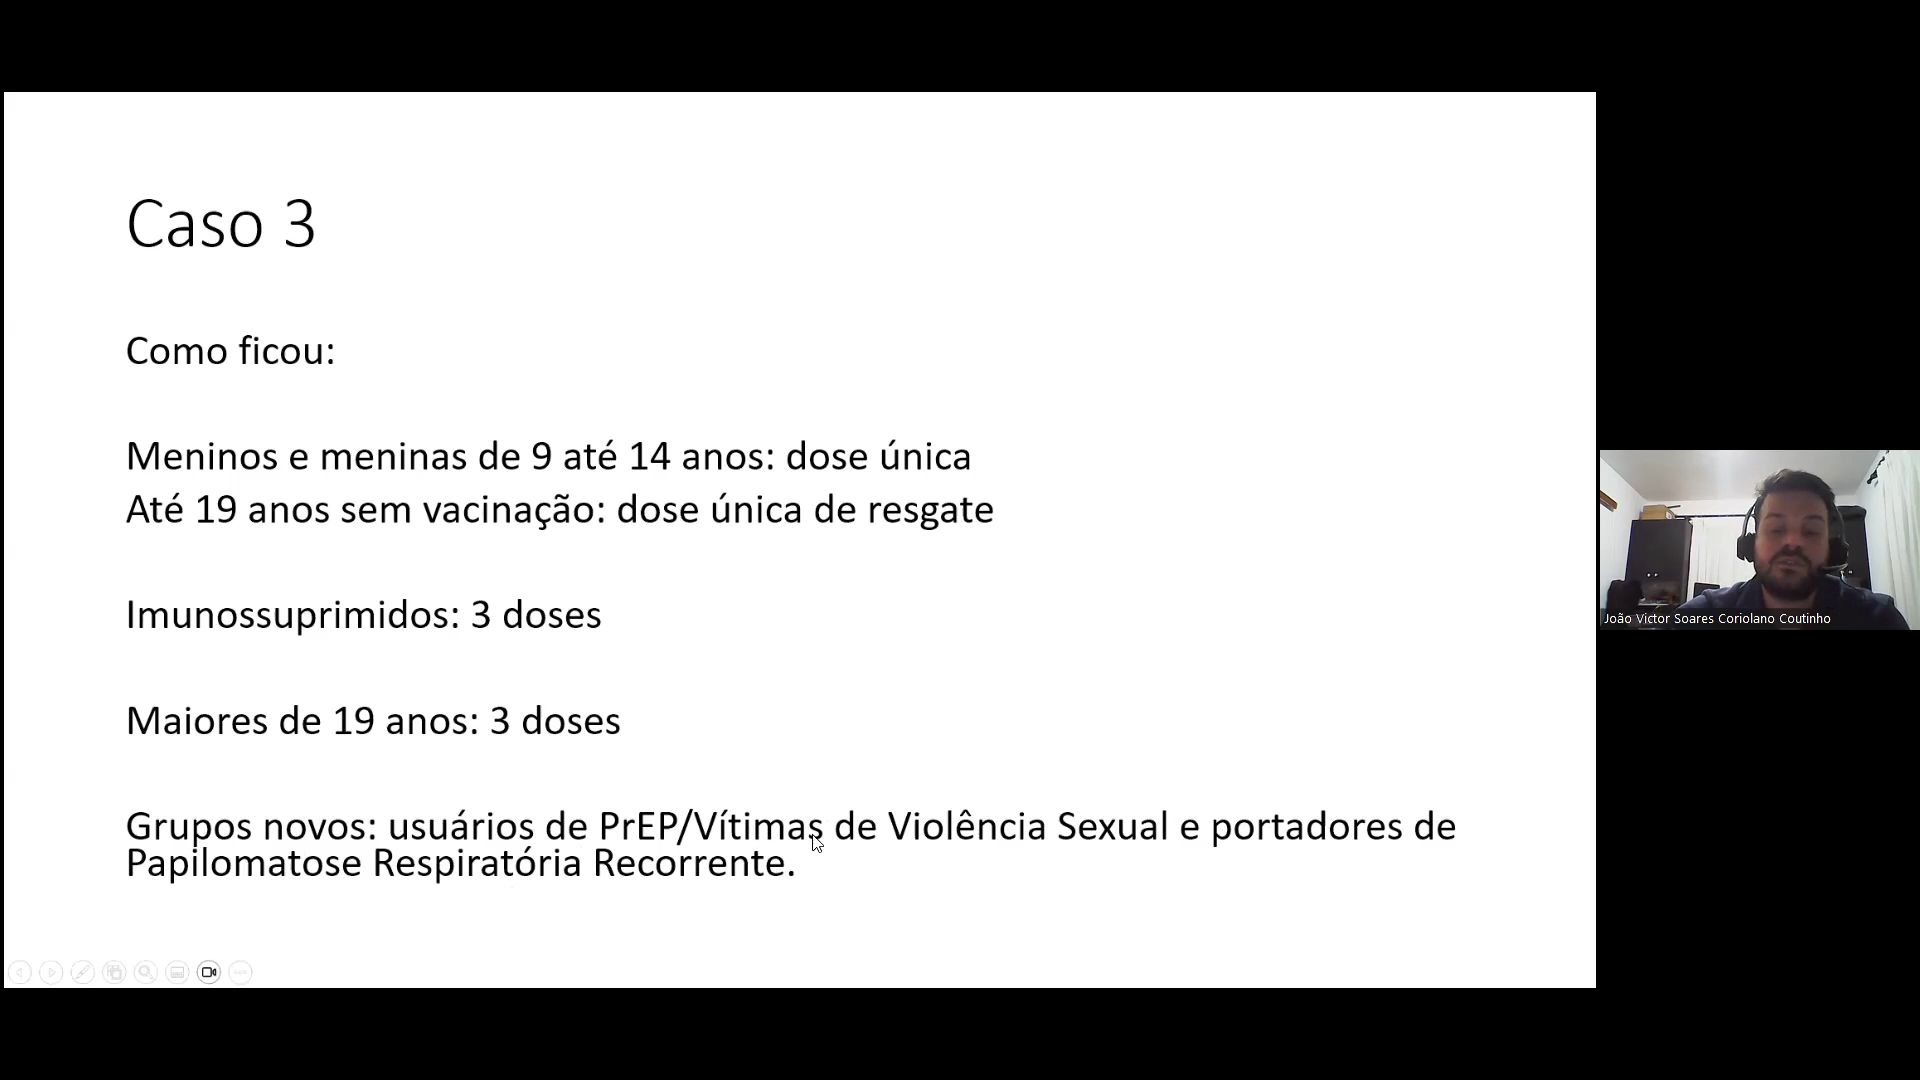 Caso 3
Como ficou:
Meninos e meninas de 9 até 14 anos: dose única
Até 19 anos sem vacinação: dose única de resgate
Imunossuprimidos: 3 doses
Maiores de 19 anos: 3 doses
Grupos novos: usuários de PrEP/Vítimas de Violência Sexual e portadores de
Papilomatose Respiratória Recorrente.
João Victor Soares Coriolano Coutinho